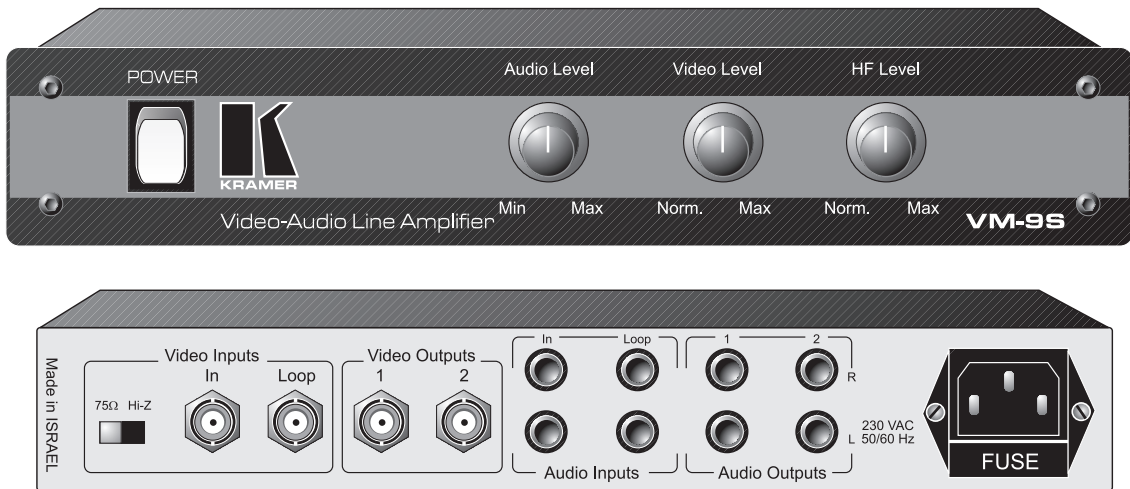 POWER
Audio Level Video Level HF Level
KRAMER
Min Max Norm. Max Norm. Max
Video-Audio Line Amplifier
VM-9S
Made in ISRAEL
Video Inputs
In Loop
75Ω Hi-Z
Video Outputs
1 2
In Loop
Audio Inputs
1 2
R
L
Audio Outputs
230 VAC
50/60 Hz
FUSE